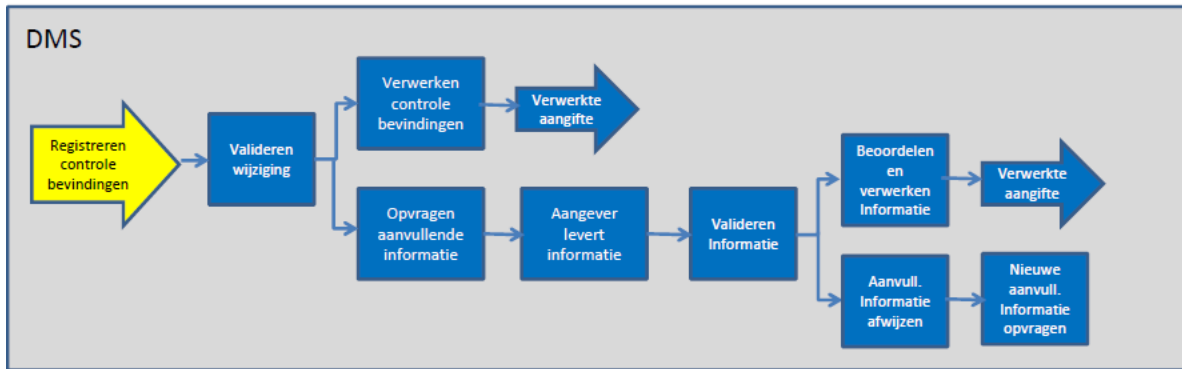 DMS
Registreren
controle
bevindingen
Valideren
wijziging
Verwerken
controle
bevindingen
Verwerkte
aangifte
Opvragen
aanvullende
informatie
Aangever
levert
informatie
Valideren
Informatie
Beoordelen
en
verwerken
Informatie
Verwerkte
aangifte
Aanvull.
Informatie
afwijzen
Nieuwe
aanvull.
Informatie
opvragen